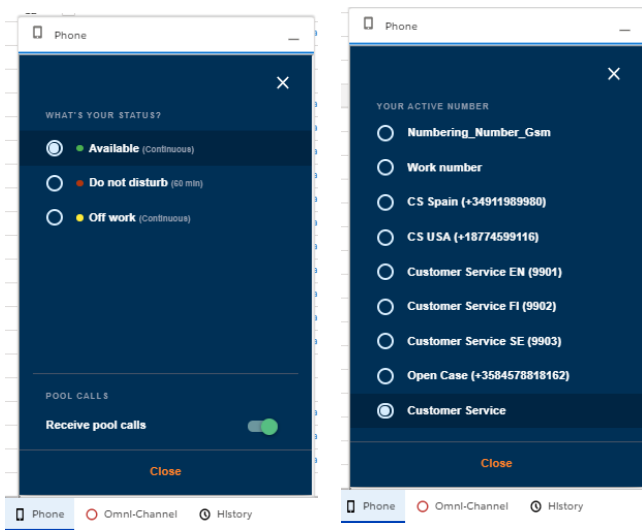 Phone
WHAT'S YOUR STATUS?
Available (Continuous)
Do not disturb (60 min)
Off work (Continuous)
POOL CALLS
Receive pool calls
Close
Phone
Omni-Channel
History
Phone
YOUR ACTIVE NUMBER
Numbering_Number_Gsm
Work number
CS Spain (+34911989980)
CS USA (+18774599116)
Customer Service EN (9901)
Customer Service FI (9902)
Customer Service SE (9903)
Open Case (+3584578818162)
Customer Service
Close
Phone
Omni-Channel
History